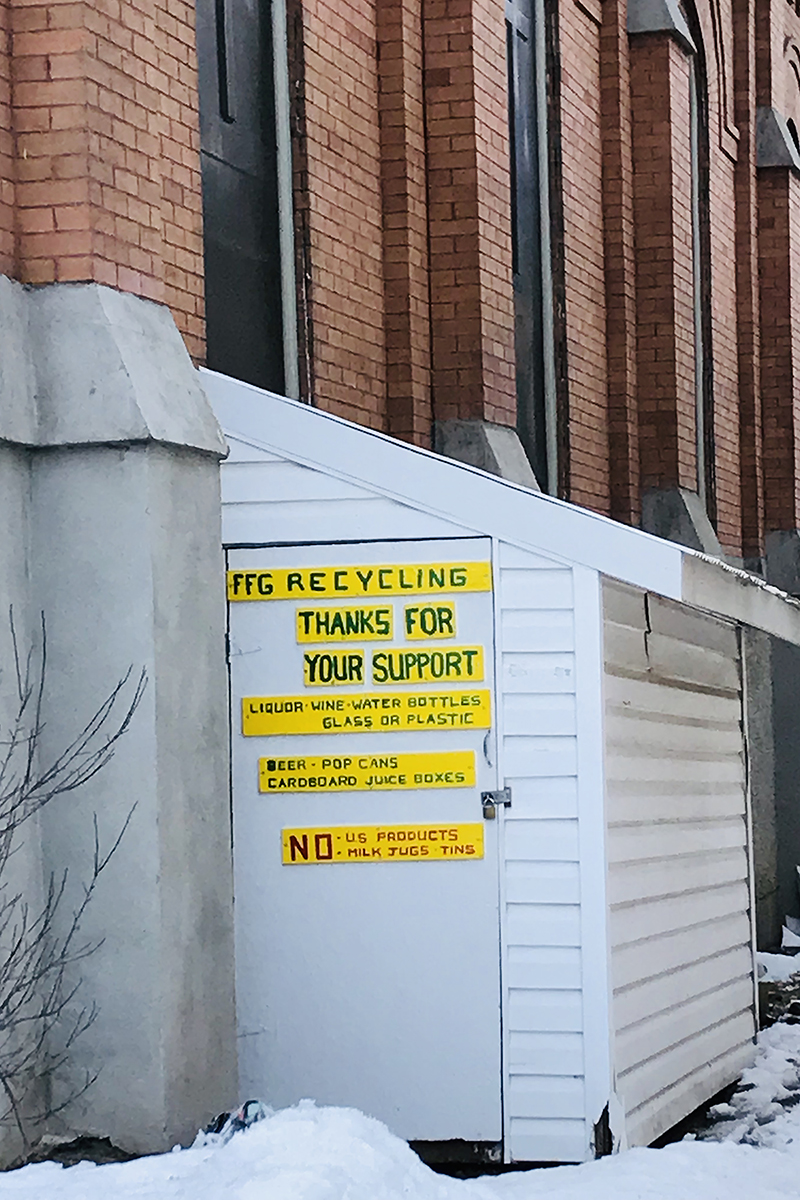 FFG RECYCLING
THANKS FOR
YOUR SUPPORT
LIQUOR-WINE-WATER BOTTLES
GLASS OR PLASTIC
BEER - POP CANS
CARDBOARD JUICE BOXES
NO - US PRODUCTS
- MILK JUGS - TINS